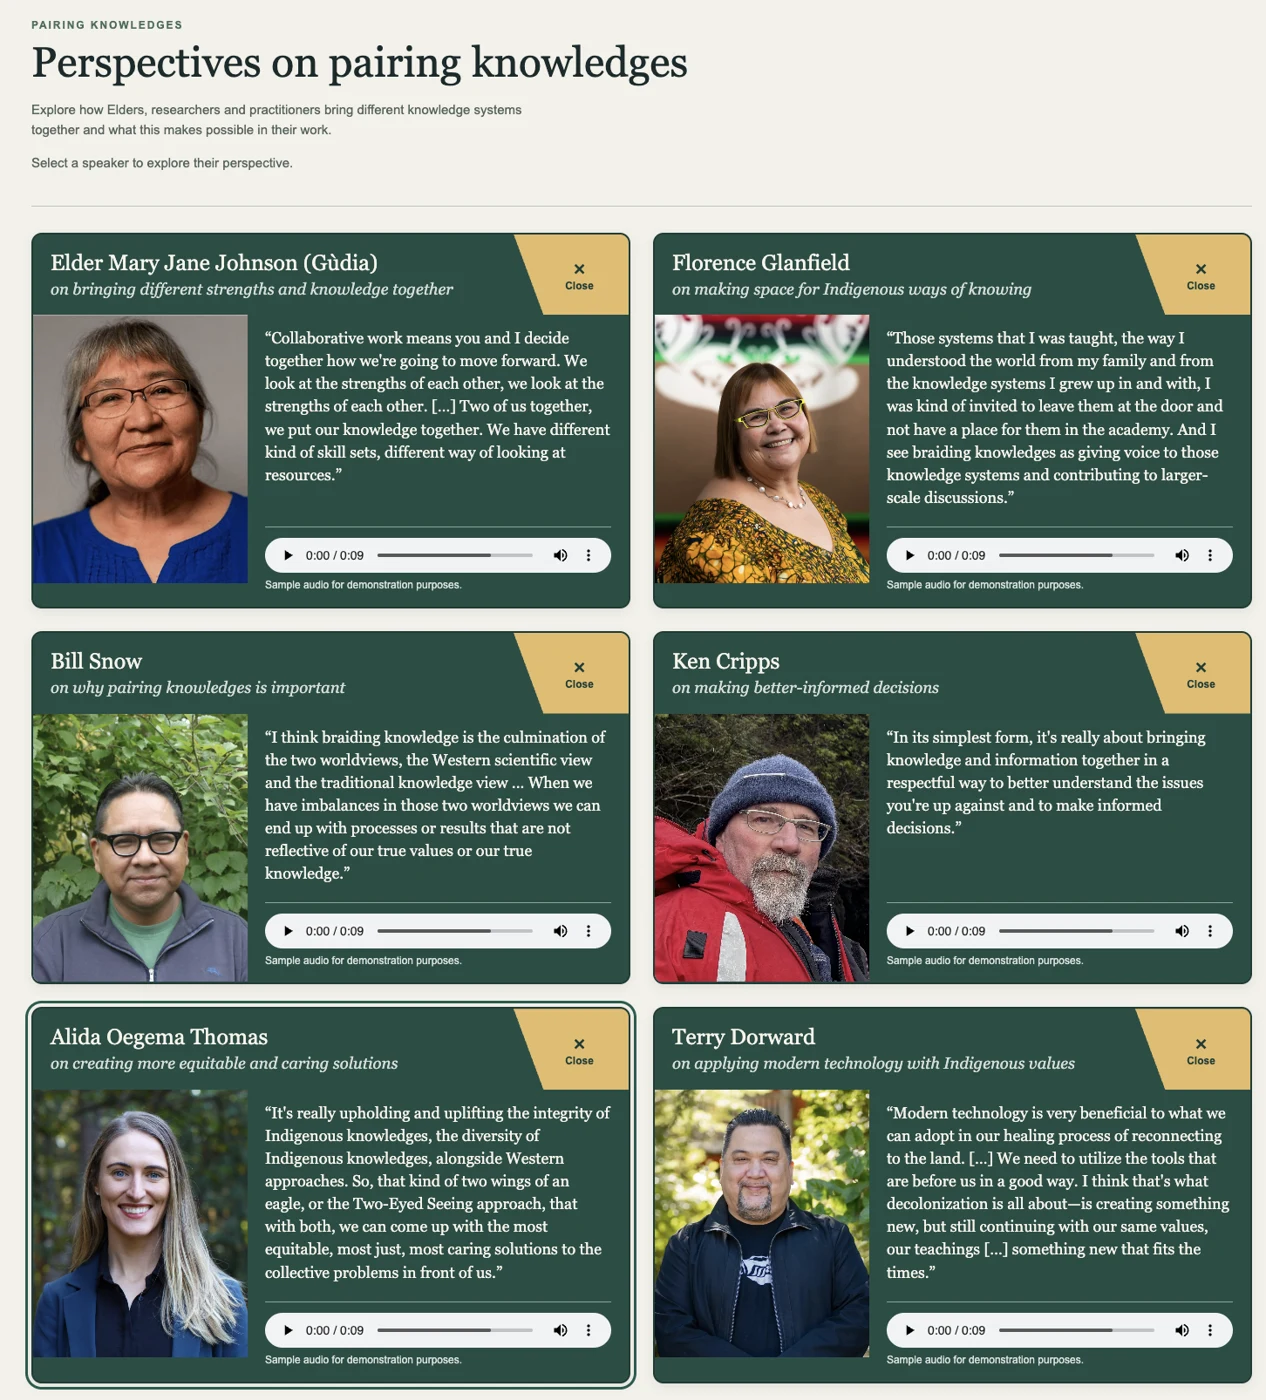 PAIRING KNOWLEDGES
Perspectives on pairing knowledges
Explore how Elders, researchers and practitioners bring different knowledge systems
together and what this makes possible in their work.
Select a speaker to explore their perspective.
Elder Mary Jane Johnson (Gùdia)
on bringing different strengths and knowledge together
× Close
“Collaborative work means you and I decide
together how we're going to move forward. We
look at the strengths of each other, we look at the
strengths of each other. [...] Two of us together,
we put our knowledge together. We have different
kind of skill sets, different way of looking at
resources.”
0:00 / 0:09
Sample audio for demonstration purposes.
Florence Glanfield
on making space for Indigenous ways of knowing
× Close
“Those systems that I was taught, the way I
understood the world from my family and from
the knowledge systems I grew up in and with, I
was kind of invited to leave them at the door and
not have a place for them in the academy. And I
see braiding knowledges as giving voice to those
knowledge systems and contributing to larger-
scale discussions.”
0:00 / 0:09
Sample audio for demonstration purposes.
Bill Snow
on why pairing knowledges is important
× Close
“I think braiding knowledge is the culmination of
the two worldviews, the Western scientific view
and the traditional knowledge view ... When we
have imbalances in those two worldviews we can
end up with processes or results that are not
reflective of our true values or our true
knowledge.”
0:00 / 0:09
Sample audio for demonstration purposes.
Ken Cripps
on making better-informed decisions
× Close
“In its simplest form, it's really about bringing
knowledge and information together in a
respectful way to better understand the issues
you're up against and to make informed
decisions.”
0:00 / 0:09
Sample audio for demonstration purposes.
Alida Oegema Thomas
on creating more equitable and caring solutions
× Close
“It's really upholding and uplifting the integrity of
Indigenous knowledges, the diversity of
Indigenous knowledges, alongside Western
approaches. So, that kind of two wings of an
eagle, or the Two-Eyed Seeing approach, that
with both, we can come up with the most
equitable, most just, most caring solutions to the
collective problems in front of us.”
0:00 / 0:09
Sample audio for demonstration purposes.
Terry Dorward
on applying modern technology with Indigenous values
× Close
“Modern technology is very beneficial to what we
can adopt in our healing process of reconnecting
to the land. [...] We need to utilize the tools that
are before us in a good way. I think that's what
decolonization is all about—is creating something
new, but still continuing with our same values,
our teachings [...] something new that fits the
times.”
0:00 / 0:09
Sample audio for demonstration purposes.